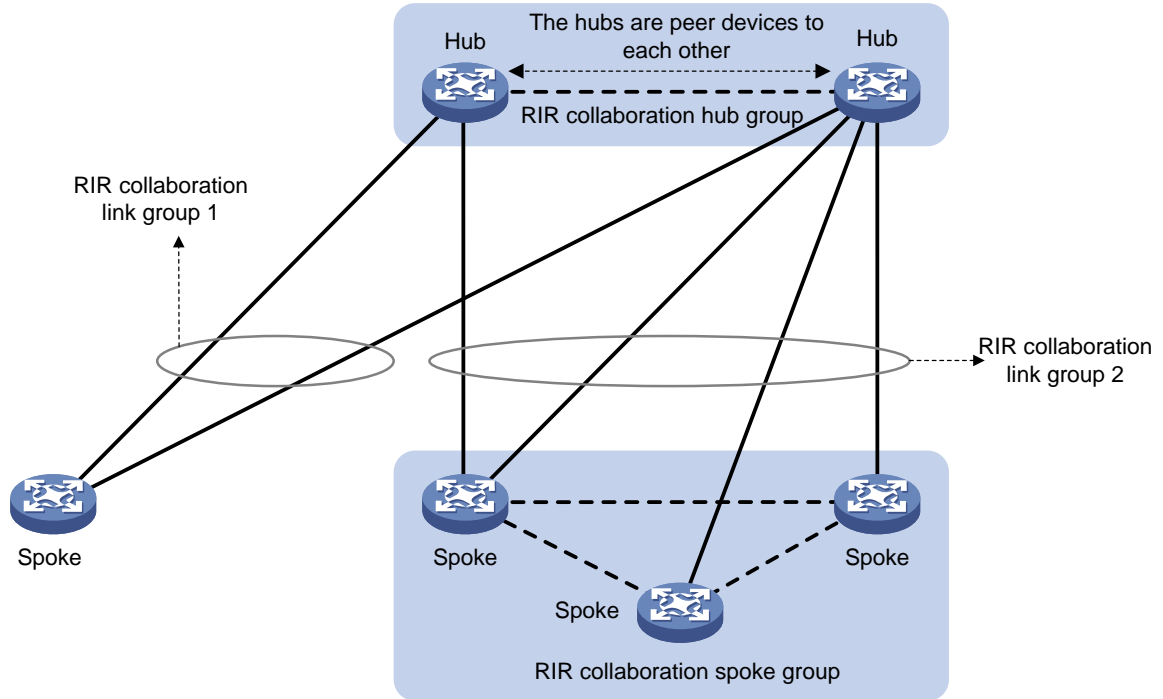 Hub
The hubs are peer devices to
each other
Hub
RIR collaboration hub group
RIR collaboration
link group 1
RIR collaboration
link group 2
Spoke
Spoke
Spoke
Spoke
RIR collaboration spoke group